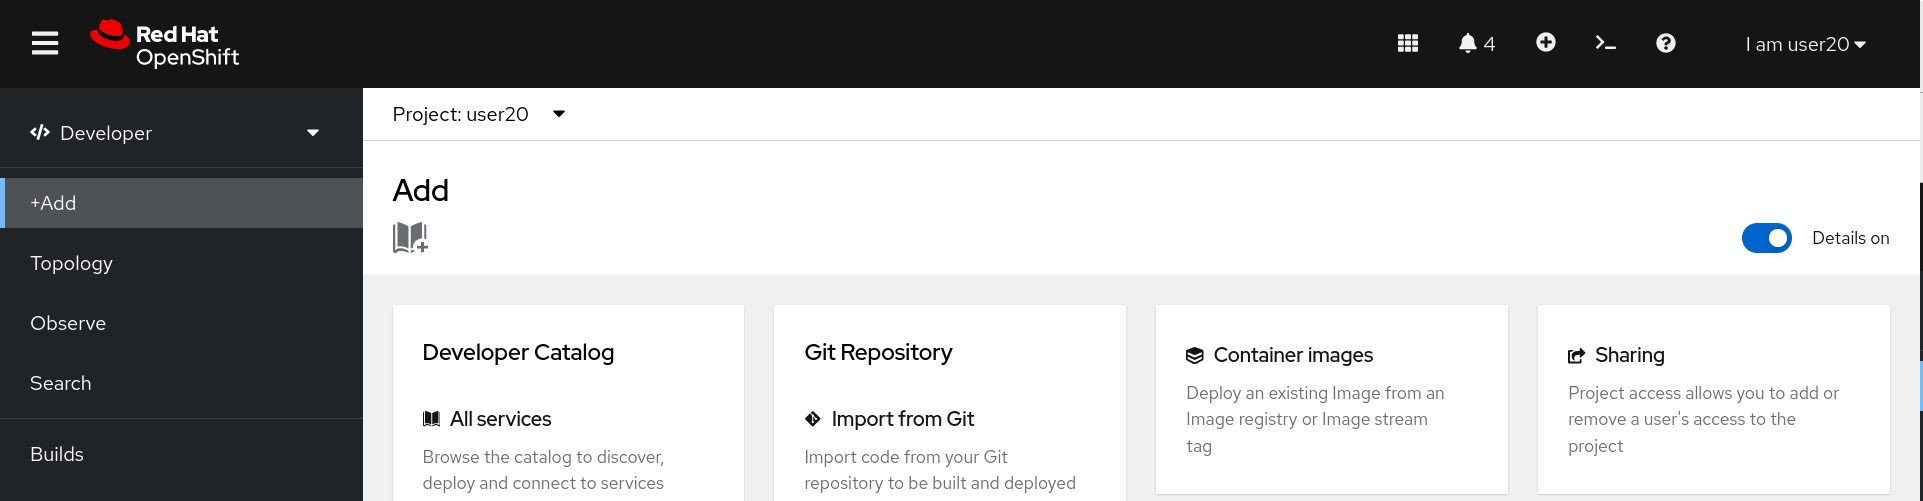 Red Hat
OpenShift
4
I am user20
Developer
+Add
Topology
Observe
Search
Builds
Project: user20
Add
Details on
Developer Catalog
All services
Browse the catalog to discover,
deploy and connect to services
Git Repository
Import from Git
Import code from your Git
repository to be built and deployed
Container images
Deploy an existing Image from an
Image registry or Image stream
tag
Sharing
Project access allows you to add or
remove a user's access to the
project